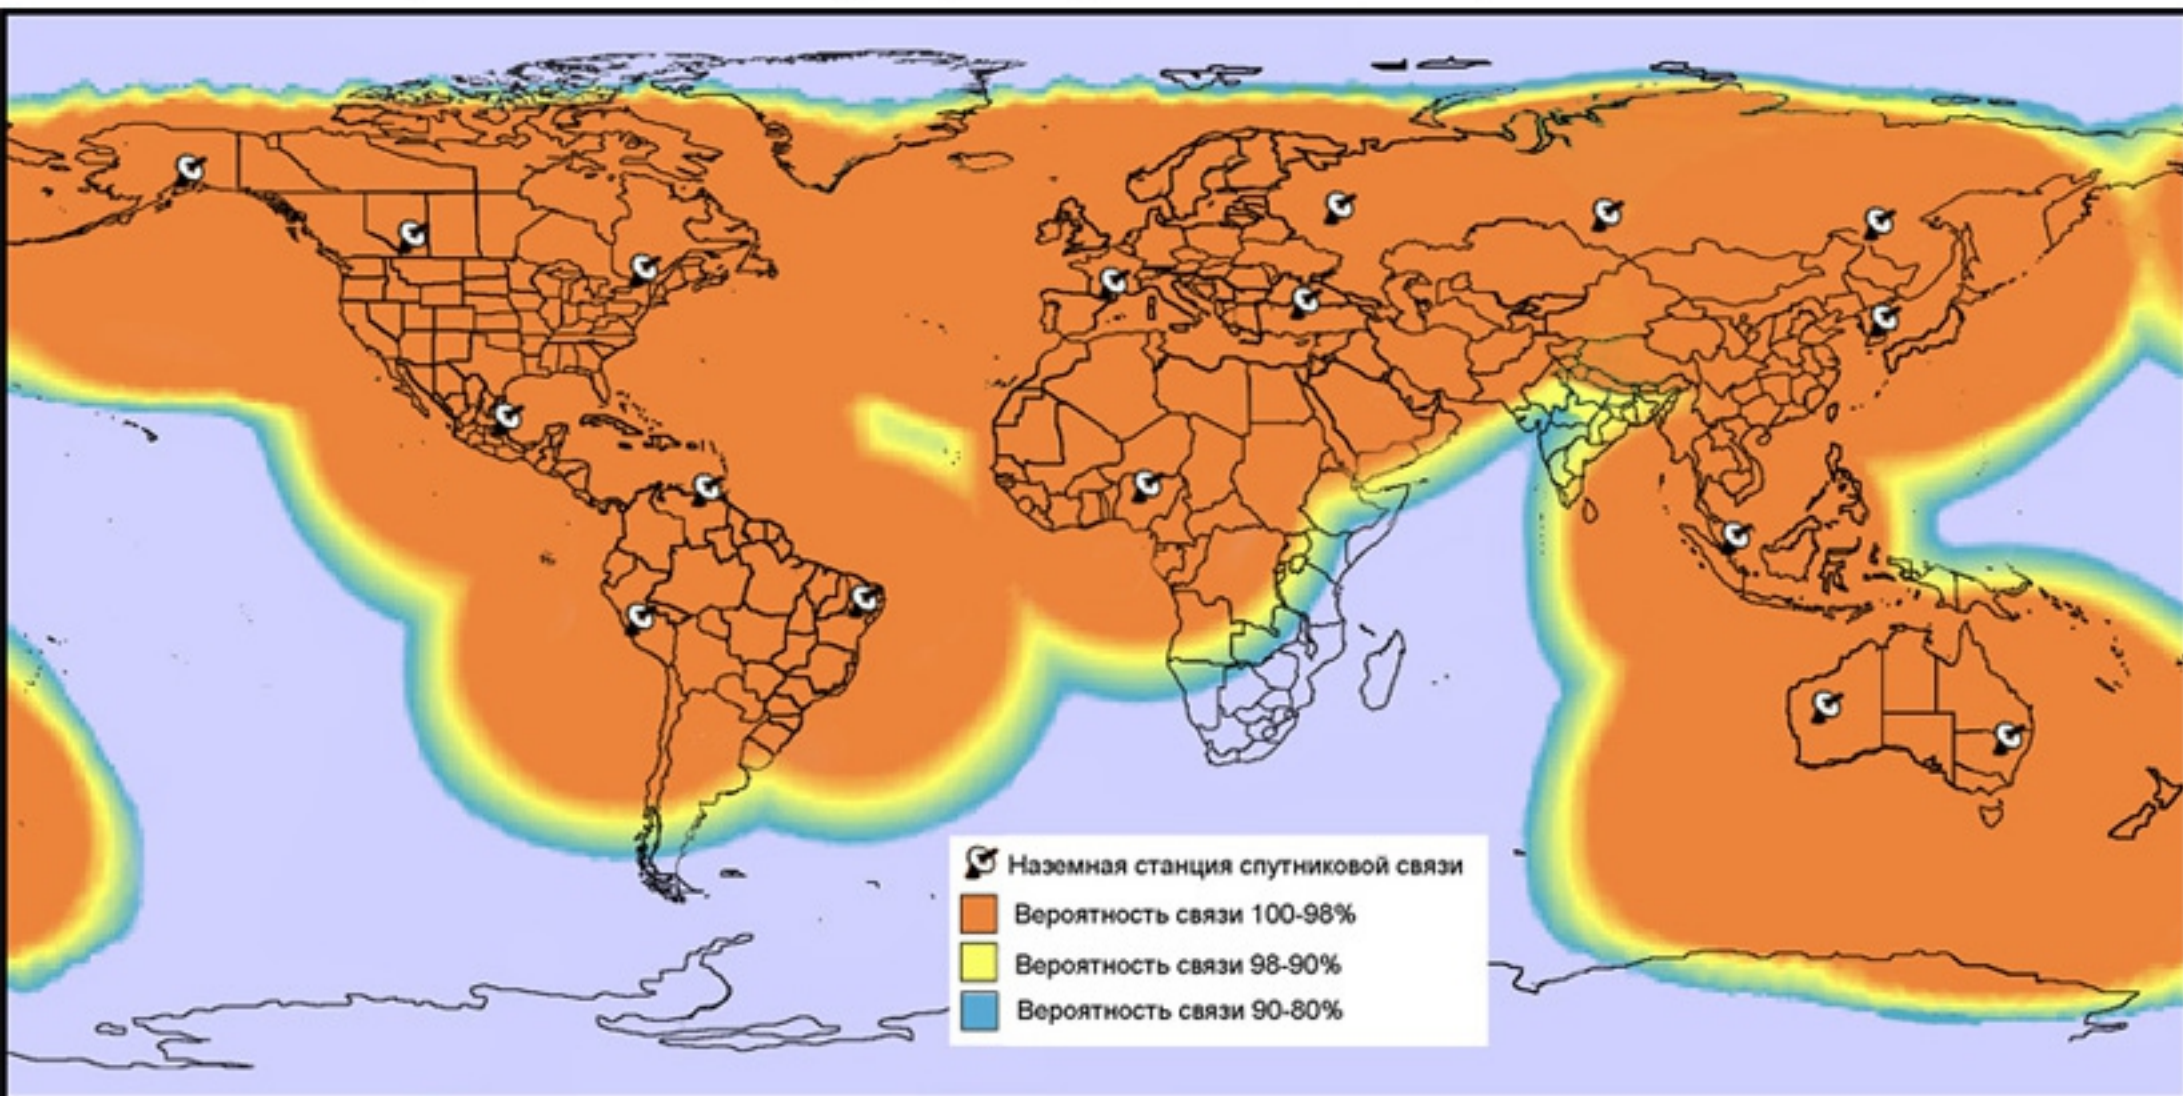 Наземная станция спутниковой связи
Вероятность связи 100-98%
Вероятность связи 98-90%
Вероятность связи 90-80%